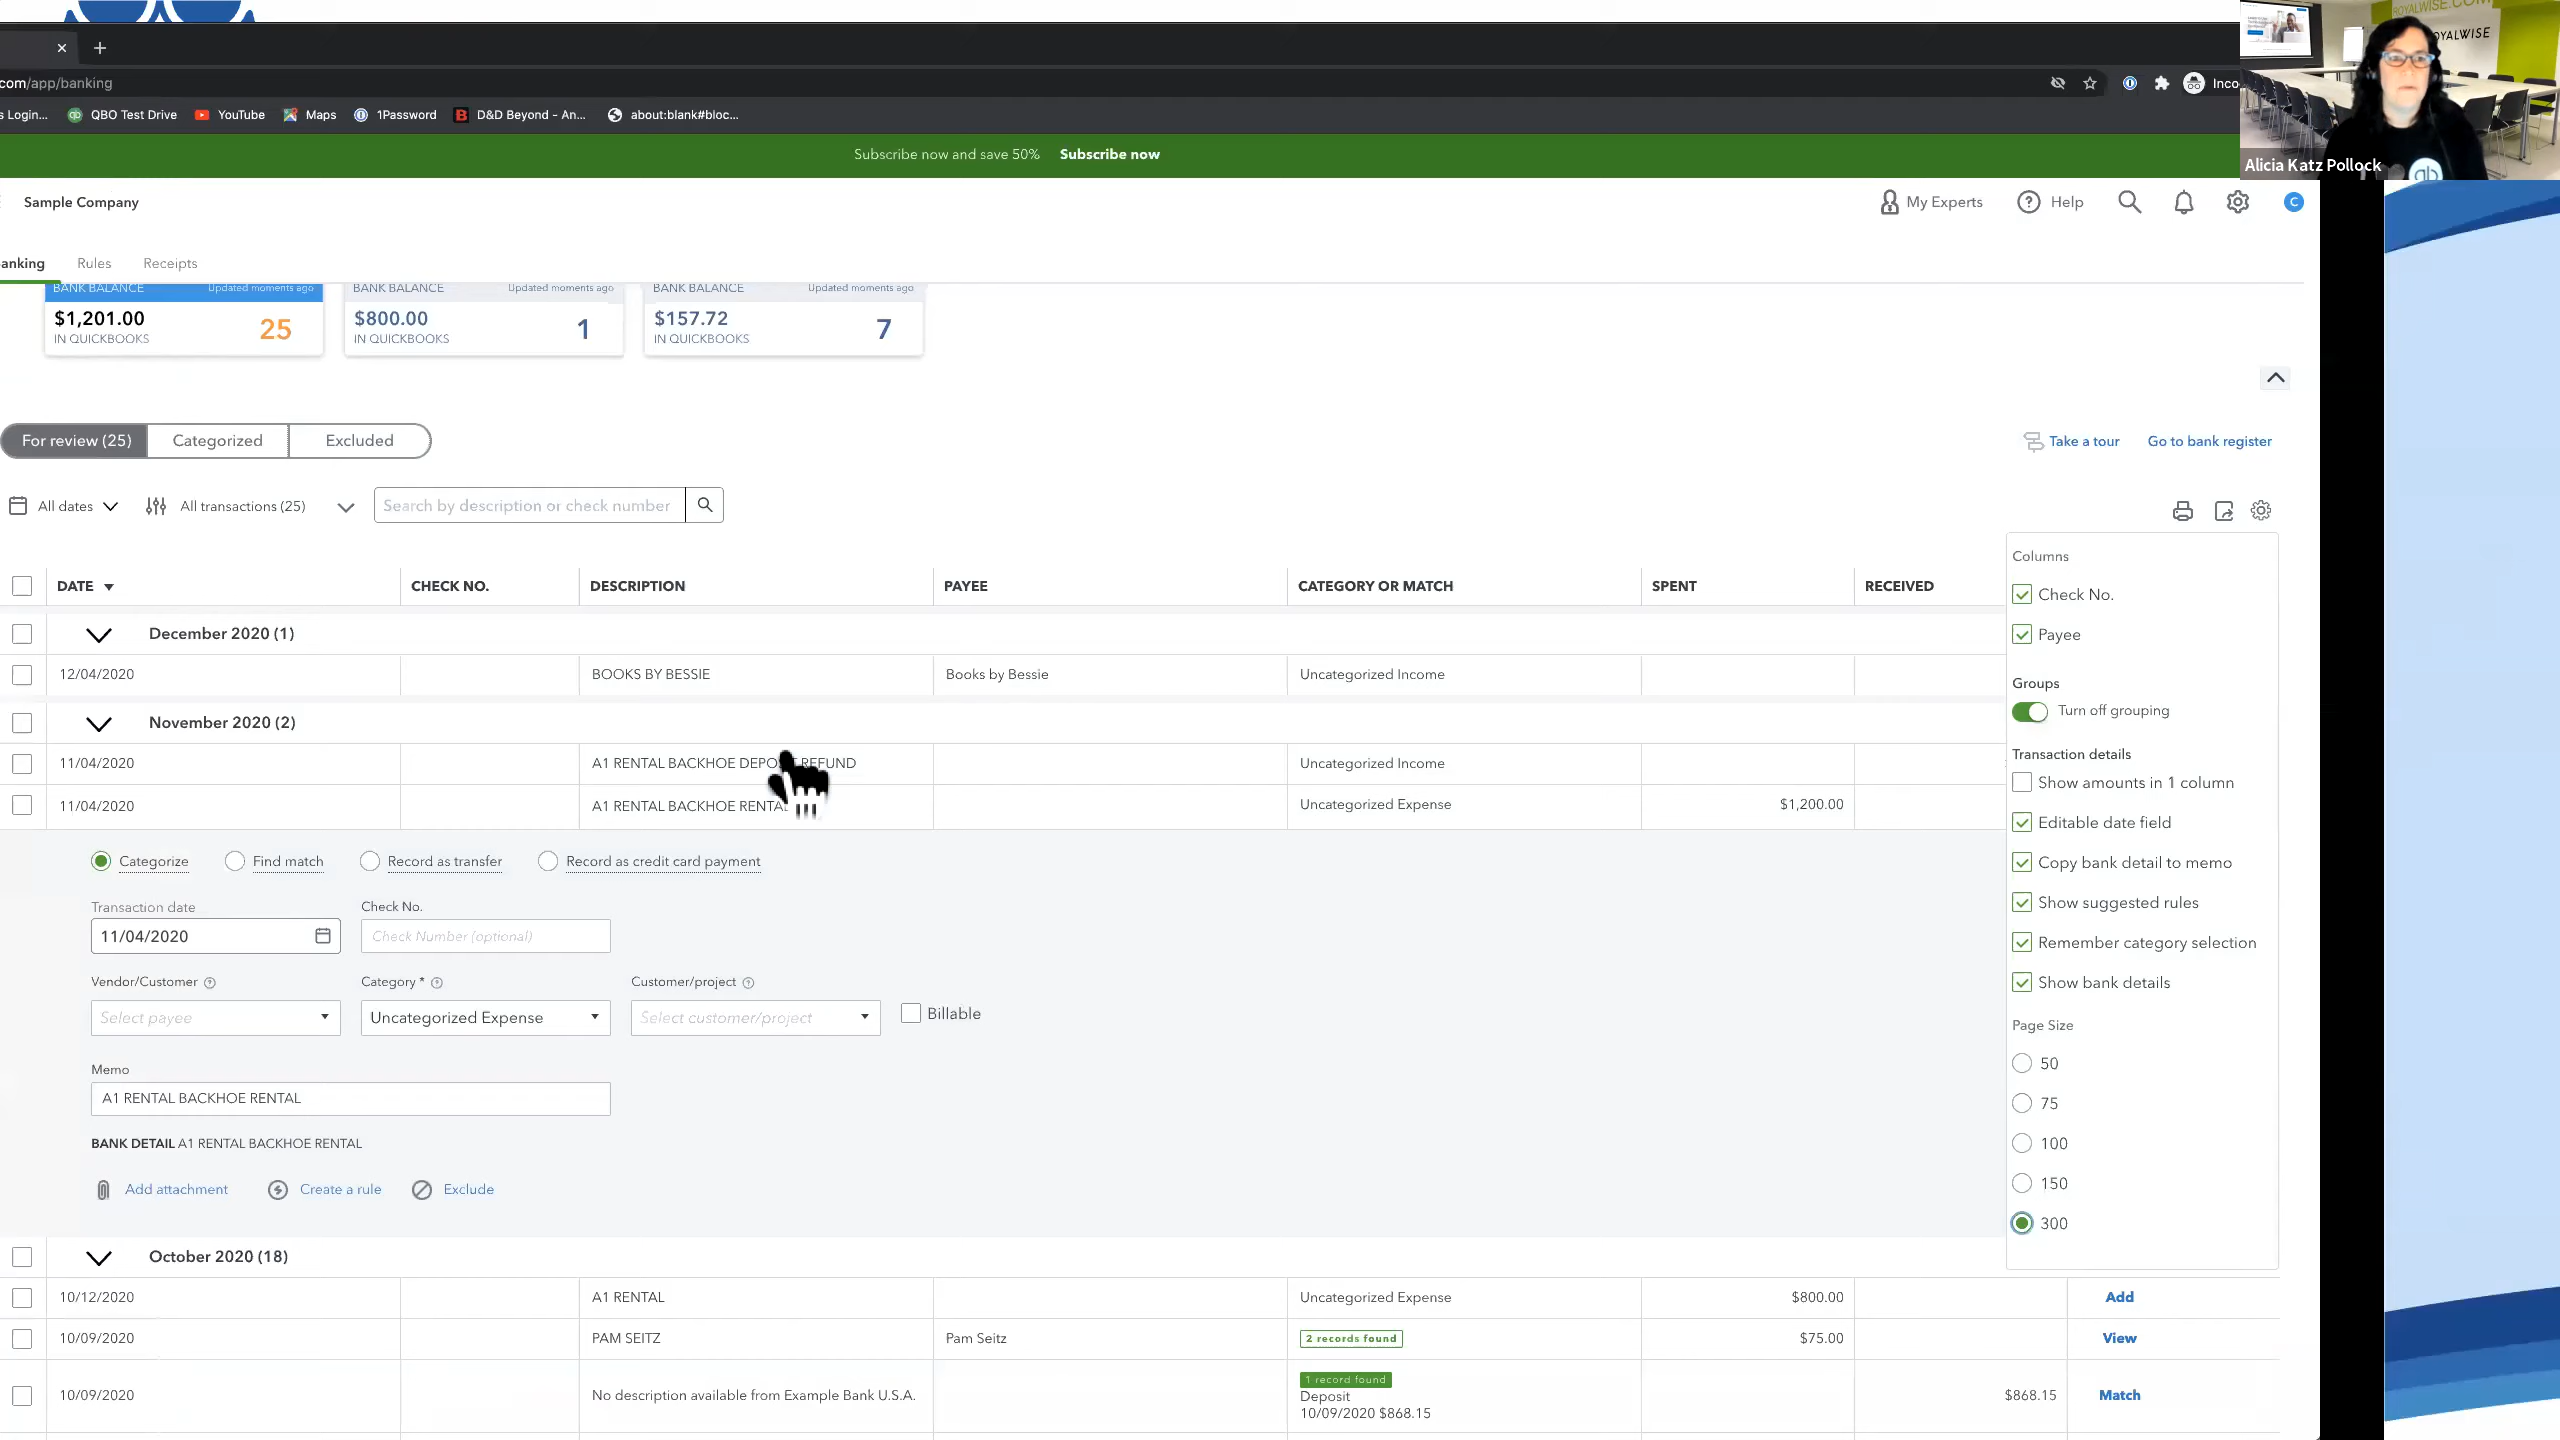 com/app/banking
Inco
s Login... QBO Test Drive YouTube Maps 1Password D&D Beyond - An... about:blank#bloc...
ROYALWISE.COM
ROYALWISE
Alicia Katz Pollock
Subscribe now and save 50% Subscribe now
Sample Company
My Experts Help C
anking Rules Receipts
BANK BALANCE Updated moments ago BANK BALANCE Updated moments ago BANK BALANCE Updated moments ago
$1,201.00 25 $800.00 1 $157.72 7
IN QUICKBOOKS IN QUICKBOOKS IN QUICKBOOKS
For review (25) Categorized Excluded
Take a tour Go to bank register
All dates All transactions (25) Search by description or check number
DATE CHECK NO. DESCRIPTION PAYEE CATEGORY OR MATCH SPENT RECEIVED
December 2020 (1)
12/04/2020 BOOKS BY BESSIE Books by Bessie Uncategorized Income
November 2020 (2)
11/04/2020 A1 RENTAL BACKHOE REFUND Uncategorized Income
11/04/2020 A1 RENTAL BACKHOE RENTAL Uncategorized Expense $1,200.00
Categorize Find match Record as transfer Record as credit card payment
Transaction date Check No.
11/04/2020 Check Number (optional)
Vendor/Customer Category * Customer/project
Select payee Uncategorized Expense Select customer/project Billable
Memo
A1 RENTAL BACKHOE RENTAL
BANK DETAIL A1 RENTAL BACKHOE RENTAL
Add attachment Create a rule Exclude
Columns
Check No.
Payee
Groups
Turn off grouping
Transaction details
Show amounts in 1 column
Editable date field
Copy bank detail to memo
Show suggested rules
Remember category selection
Show bank details
Page Size
50
75
100
150
300
October 2020 (18)
10/12/2020 A1 RENTAL Uncategorized Expense $800.00 Add
10/09/2020 PAM SEITZ Pam Seitz 2 records found $75.00 View
1 record found
10/09/2020 No description available from Example Bank U.S.A. Deposit $868.15 Match
10/09/2020 $868.15